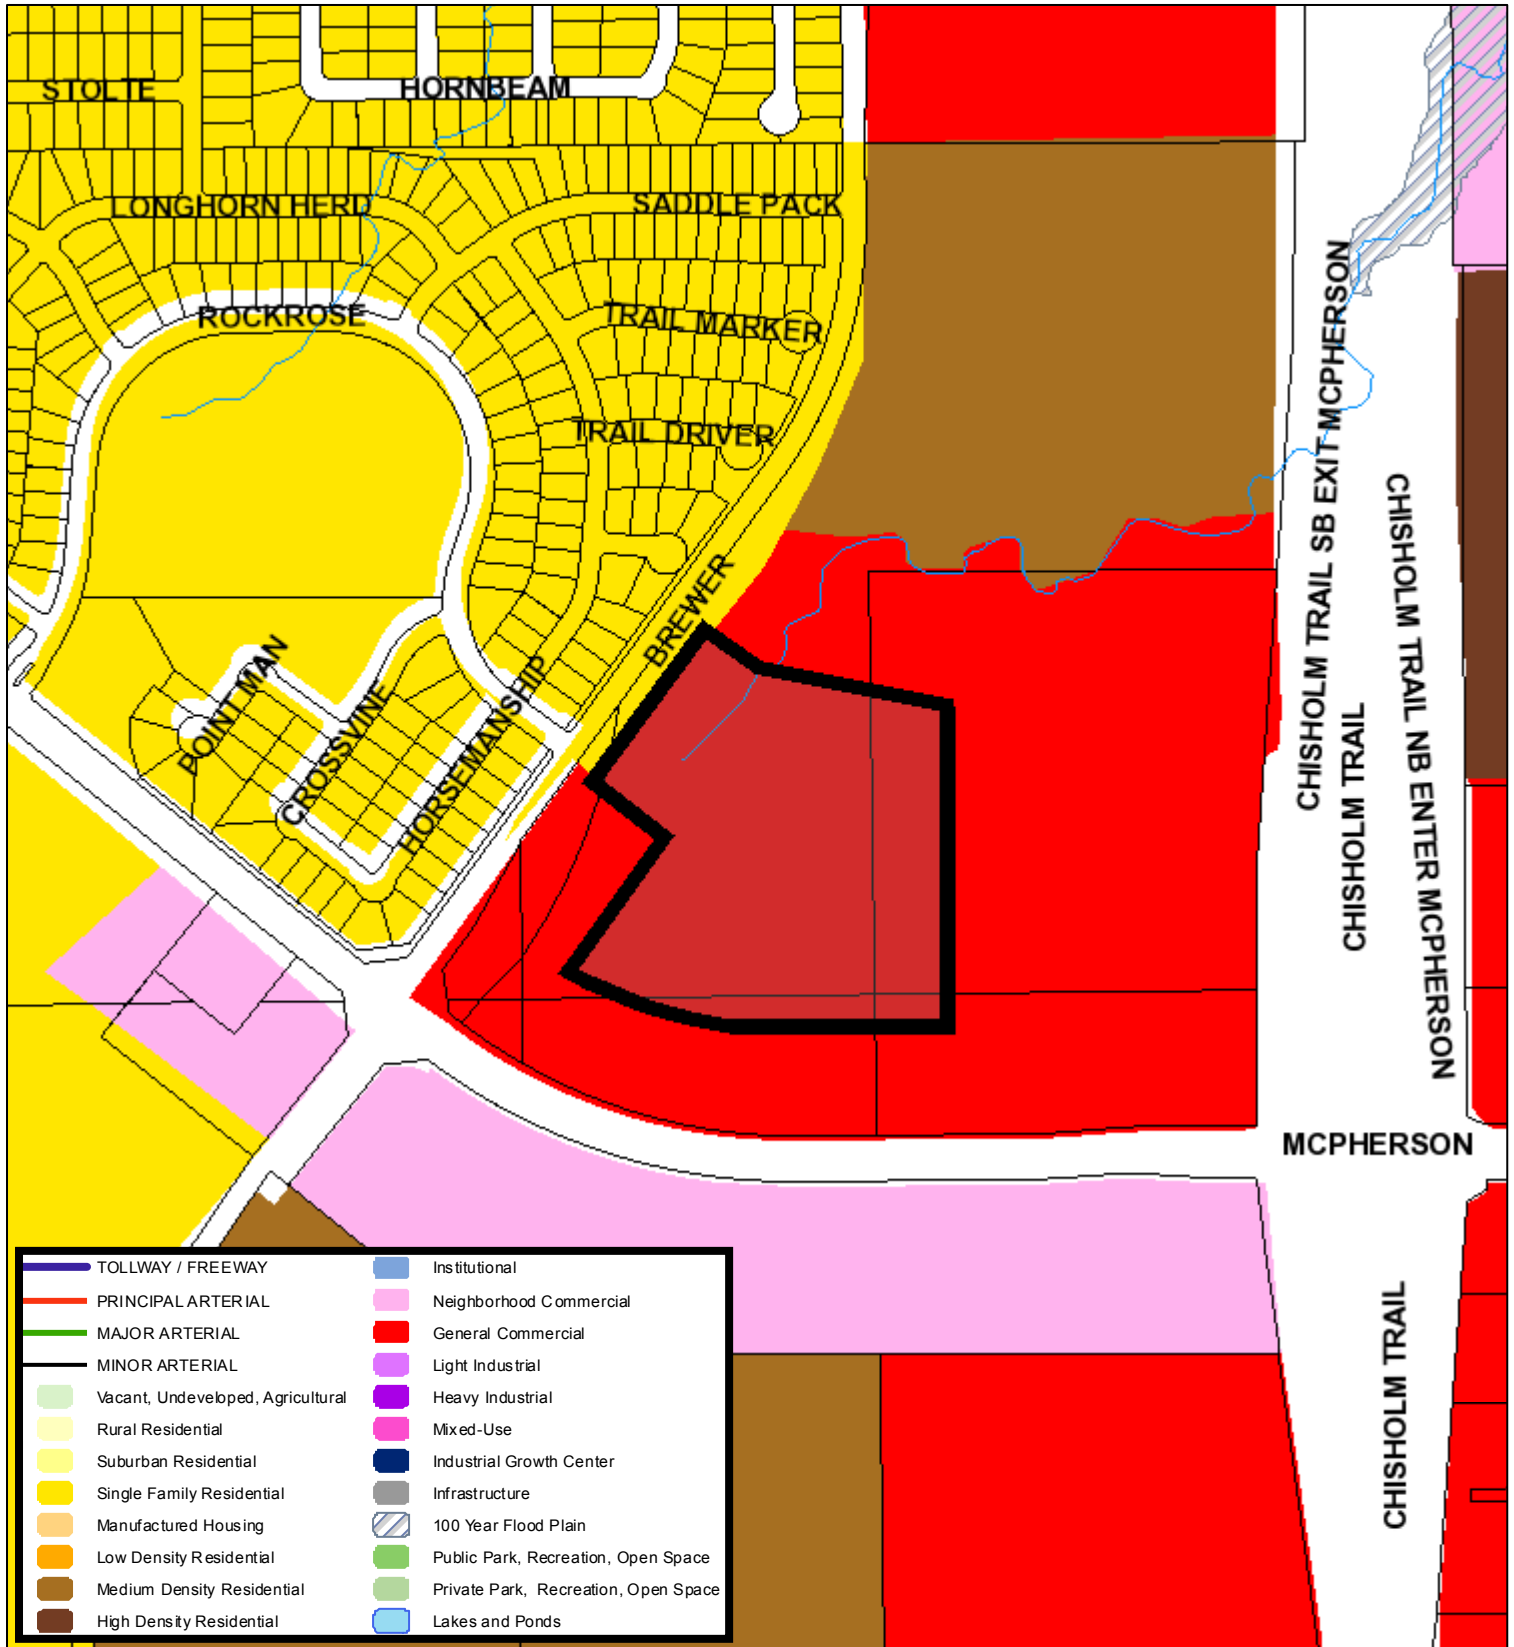 STOLTE
HORNBEAM
LONGHORN HERD
SADDLE PACK
ROCKROSE
TRAIL MARKER
TRAIL DRIVER
BREWER
POINT MAN
CROSSVINE
HORSEMANSHIP
CHISHOLM TRAIL SB EXIT MCPHERSON
CHISHOLM TRAIL
CHISHOLM TRAIL NB ENTER MCPHERSON
MCPHERSON
CHISHOLM TRAIL
TOLLWAY / FREEWAY
PRINCIPAL ARTERIAL
MAJOR ARTERIAL
MINOR ARTERIAL
Vacant, Undeveloped, Agricultural
Rural Residential
Suburban Residential
Single Family Residential
Manufactured Housing
Low Density Residential
Medium Density Residential
High Density Residential
Institutional
Neighborhood Commercial
General Commercial
Light Industrial
Heavy Industrial
Mixed-Use
Industrial Growth Center
Infrastructure
100 Year Flood Plain
Public Park, Recreation, Open Space
Private Park, Recreation, Open Space
Lakes and Ponds